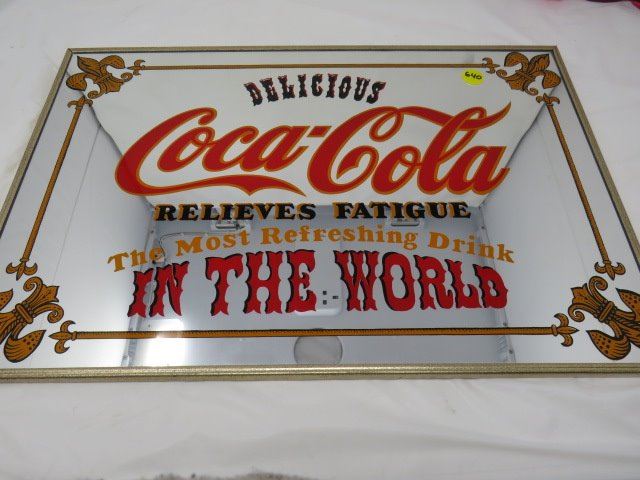 DELICIOUS
640
Coca-Cola
RELIEVES FATIGUE
The Most Refreshing Drink
IN THE WORLD